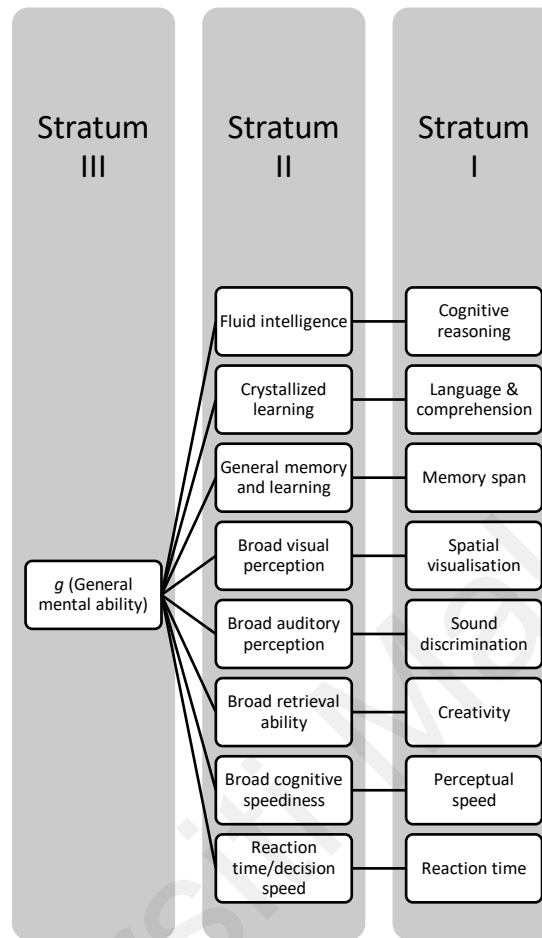 Stratum
III
Stratum
II
Stratum
I
g (General
mental ability)
Fluid intelligence
Cognitive
reasoning
Crystallized
learning
Language &
comprehension
General memory
and learning
Memory span
Broad visual
perception
Spatial
visualisation
Broad auditory
perception
Sound
discrimination
Broad retrieval
ability
Creativity
Broad cognitive
speediness
Perceptual
speed
Reaction
time/decision
speed
Reaction time